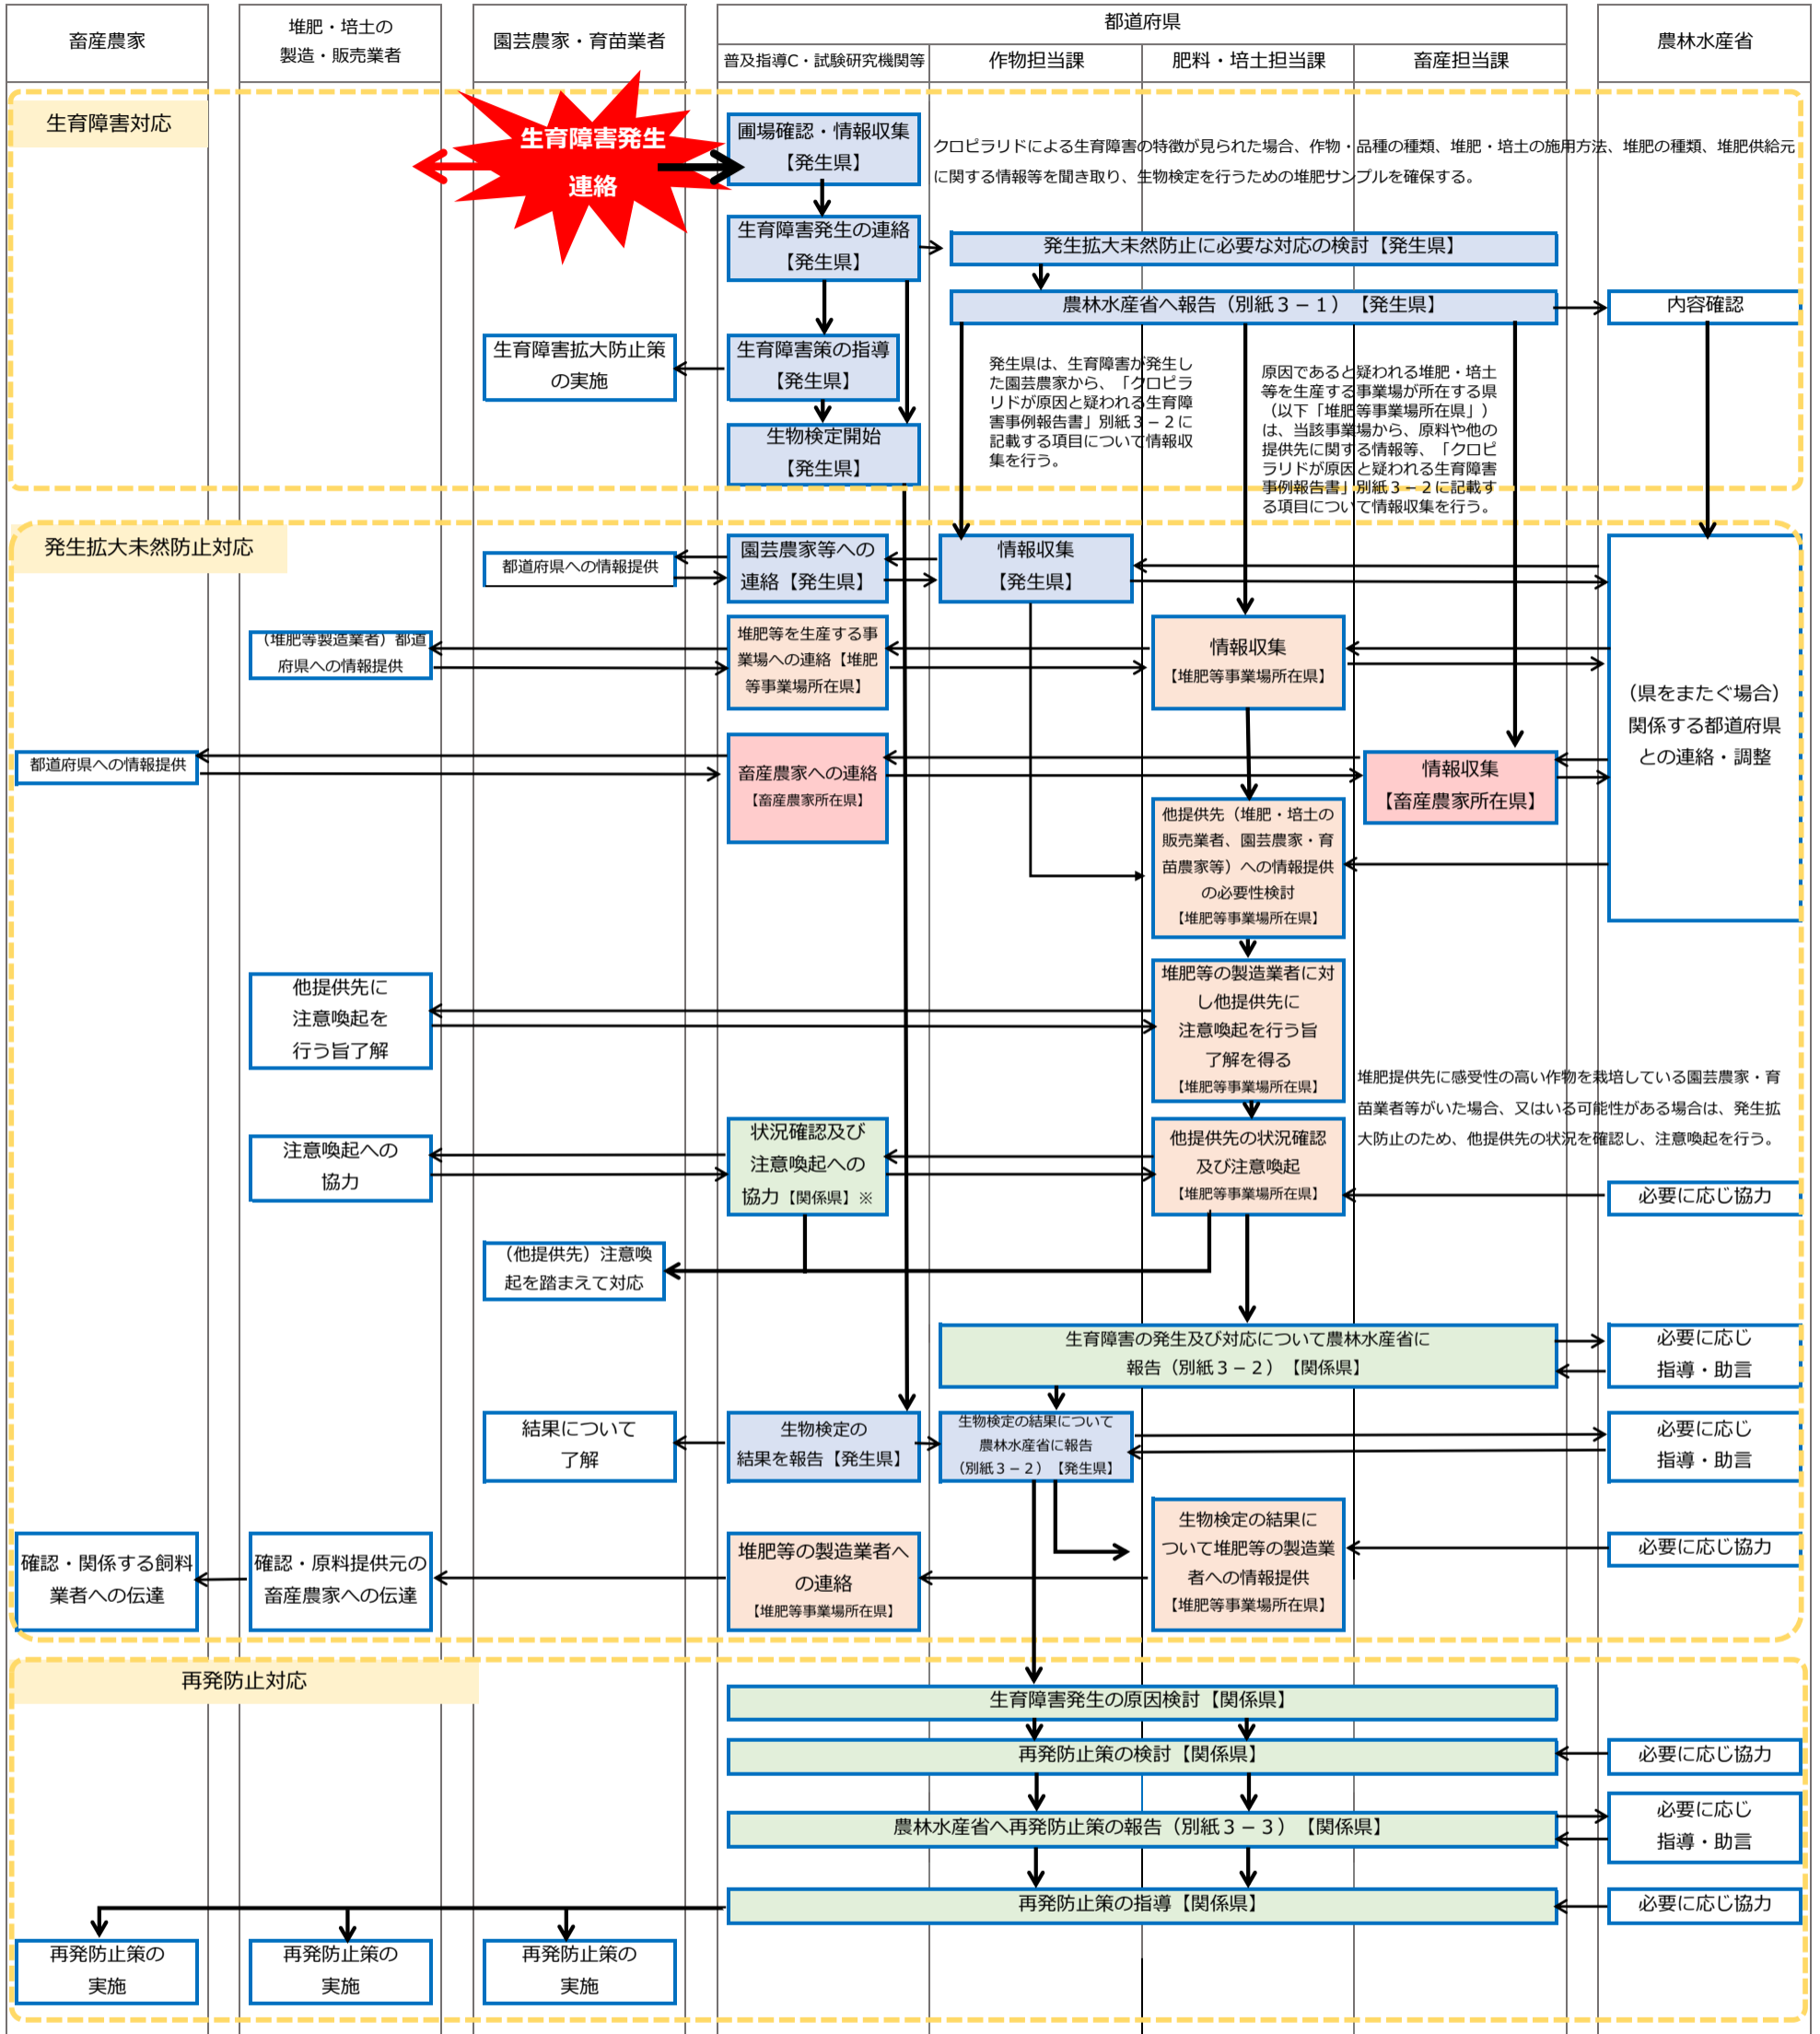 畜産農家
堆肥・培土の
製造・販売業者
園芸農家・育苗業者
都道府県
普及指導C・試験研究機関等
作物担当課
肥料・培土担当課
畜産担当課
農林水産省
生育障害対応
生育障害発生
連絡
圃場確認・情報収集
【発生県】
クロピラリドによる生育障害の特徴が見られた場合、作物・品種の種類、堆肥・培土の施用方法、堆肥の種類、堆肥供給元
に関する情報等を聞き取り、生物検定を行うための堆肥サンプルを確保する。
生育障害発生の連絡
【発生県】
発生拡大未然防止に必要な対応の検討【発生県】
農林水産省へ報告（別紙３－１）【発生県】
内容確認
生育障害拡大防止策
の実施
生育障害策の指導
【発生県】
発生県は、生育障害が発生し
た園芸農家から、「クロピラ
リドが原因と疑われる生育障
害事例報告書」別紙３－２に
記載する項目について情報収
集を行う。
原因であると疑われる堆肥・培土
等を生産する事業場が所在する県
（以下「堆肥等事業場所在県」）
は、当該事業場から、原料や他の
提供先に関する情報等、「クロピ
ラリドが原因と疑われる生育障害
事例報告書」別紙３－２に記載す
る項目について情報収集を行う。
生物検定開始
【発生県】
発生拡大未然防止対応
都道府県への情報提供
園芸農家等への
連絡【発生県】
情報収集
【発生県】
（堆肥等製造業者）都道
府県への情報提供
堆肥等を生産する事
業場への連絡【堆肥
等事業場所在県】
情報収集
【堆肥等事業場所在県】
（県をまたぐ場合）
関係する都道府県
との連絡・調整
都道府県への情報提供
畜産農家への連絡
【畜産農家所在県】
情報収集
【畜産農家所在県】
他提供先（堆肥・培土の
販売業者、園芸農家・育
苗農家等）への情報提供
の必要性検討
【堆肥等事業場所在県】
他提供先に
注意喚起を
行う旨了解
堆肥等の製造業者に対
し他提供先に
注意喚起を行う旨
了解を得る
【堆肥等事業場所在県】
堆肥提供先に感受性の高い作物を栽培している園芸農家・育
苗業者等がいた場合、又はいる可能性がある場合は、発生拡
大防止のため、他提供先の状況を確認し、注意喚起を行う。
注意喚起への
協力
状況確認及び
注意喚起への
協力【関係県】※
他提供先の状況確認
及び注意喚起
【堆肥等事業場所在県】
必要に応じ協力
（他提供先）注意喚
起を踏まえて対応
生育障害の発生及び対応について農林水産省に
報告（別紙３－２）【関係県】
必要に応じ
指導・助言
結果について
了解
生物検定の
結果を報告【発生県】
生物検定の結果について
農林水産省に報告
（別紙３－２）【発生県】
必要に応じ
指導・助言
確認・関係する飼料
業者への伝達
確認・原料提供元の
畜産農家への伝達
堆肥等の製造業者へ
の連絡
【堆肥等事業場所在県】
生物検定の結果に
ついて堆肥等の製造業
者への情報提供
【堆肥等事業場所在県】
必要に応じ協力
再発防止対応
生育障害発生の原因検討【関係県】
再発防止策の検討【関係県】
必要に応じ協力
農林水産省へ再発防止策の報告（別紙３－３）【関係県】
必要に応じ
指導・助言
再発防止策の指導【関係県】
必要に応じ協力
再発防止策の
実施
再発防止策の
実施
再発防止策の
実施